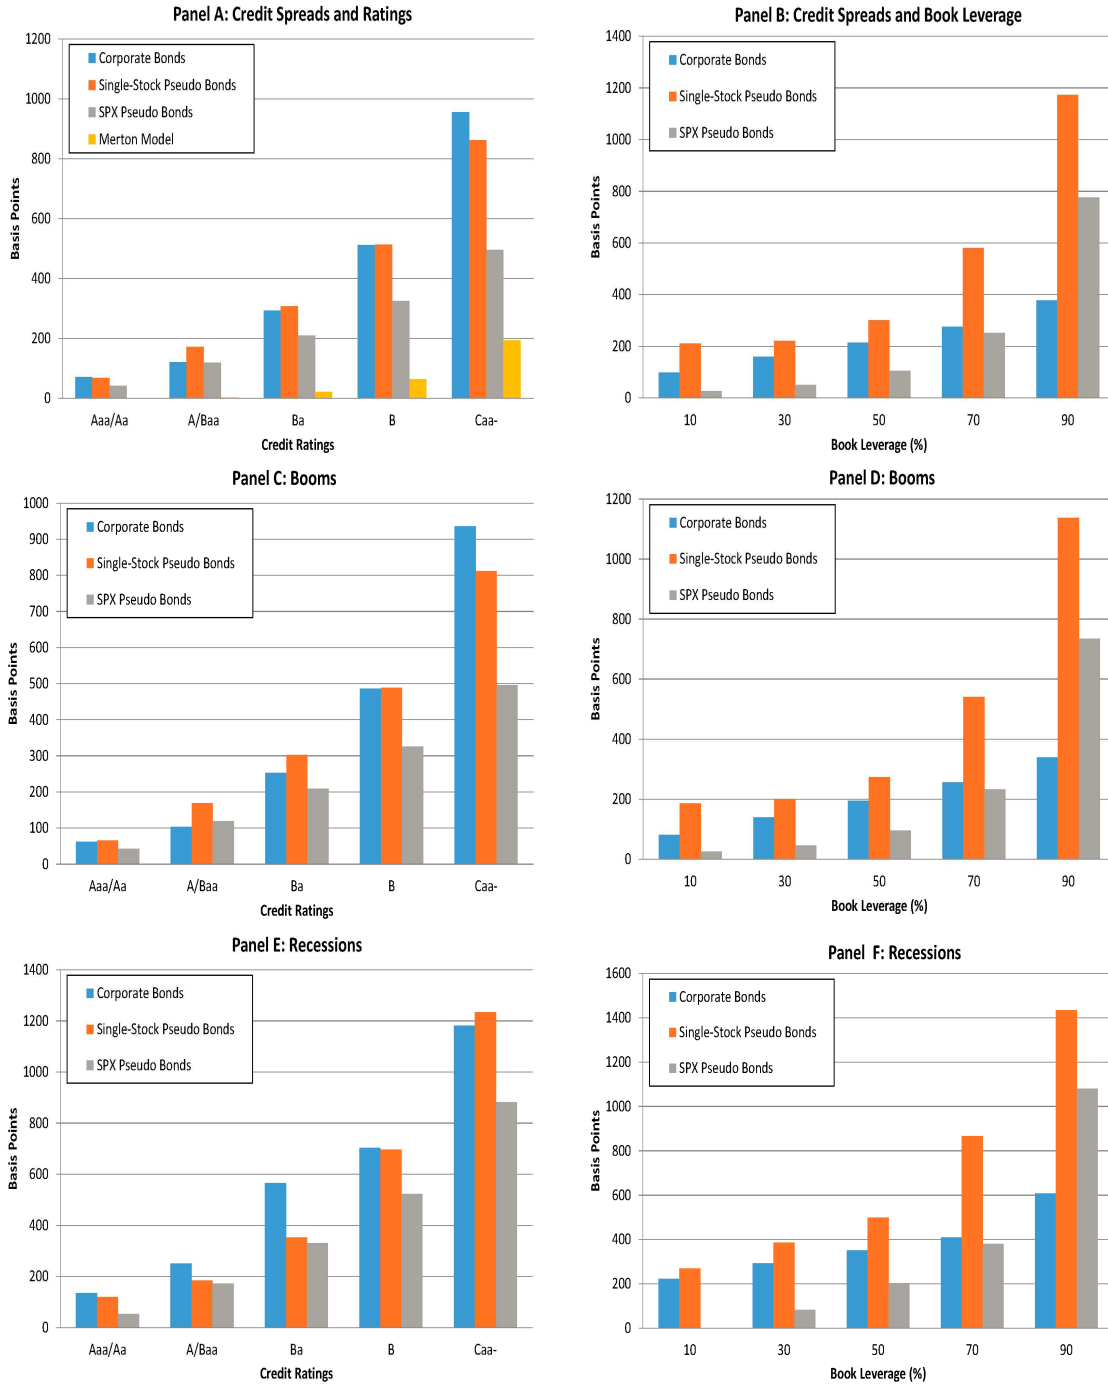 Panel A: Credit Spreads and Ratings
1200
1000
800
600
400
200
0
Basis Points
Corporate Bonds
Single-Stock Pseudo Bonds
SPX Pseudo Bonds
Merton Model
Aaa/Aa A/Baa Ba B Caa-
Credit Ratings
Panel B: Credit Spreads and Book Leverage
1400
1200
1000
800
600
400
200
0
Basis Points
Corporate Bonds
Single-Stock Pseudo Bonds
SPX Pseudo Bonds
10 30 50 70 90
Book Leverage (%)
Panel C: Booms
1000
900
800
700
600
500
400
300
200
100
0
Basis Points
Corporate Bonds
Single-Stock Pseudo Bonds
SPX Pseudo Bonds
Aaa/Aa A/Baa Ba B Caa-
Credit Ratings
Panel D: Booms
1200
1000
800
600
400
200
0
Basis Points
Corporate Bonds
Single-Stock Pseudo Bonds
SPX Pseudo Bonds
10 30 50 70 90
Book Leverage (%)
Panel E: Recessions
1400
1200
1000
800
600
400
200
0
Basis Points
Corporate Bonds
Single-Stock Pseudo Bonds
SPX Pseudo Bonds
Aaa/Aa A/Baa Ba B Caa-
Credit Ratings
Panel F: Recessions
1600
1400
1200
1000
800
600
400
200
0
Basis Points
Corporate Bonds
Single-Stock Pseudo Bonds
SPX Pseudo Bonds
10 30 50 70 90
Book Leverage (%)